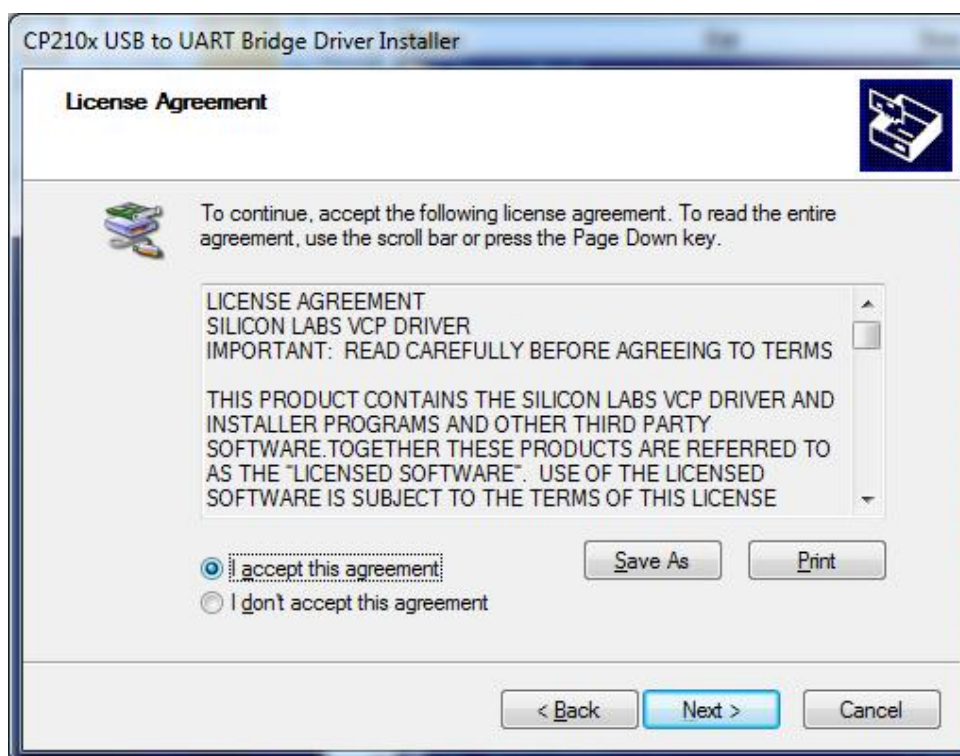 CP210x USB to UART Bridge Driver Installer
License Agreement
To continue, accept the following license agreement. To read the entire
agreement, use the scroll bar or press the Page Down key.
LICENSE AGREEMENT
SILICON LABS VCP DRIVER
IMPORTANT:  READ CAREFULLY BEFORE AGREEING TO TERMS
THIS PRODUCT CONTAINS THE SILICON LABS VCP DRIVER AND
INSTALLER PROGRAMS AND OTHER THIRD PARTY
SOFTWARE.TOGETHER THESE PRODUCTS ARE REFERRED TO
AS THE "LICENSED SOFTWARE".  USE OF THE LICENSED
SOFTWARE IS SUBJECT TO THE TERMS OF THIS LICENSE
Save As
Print
I accept this agreement
I don't accept this agreement
< Back
Next >
Cancel